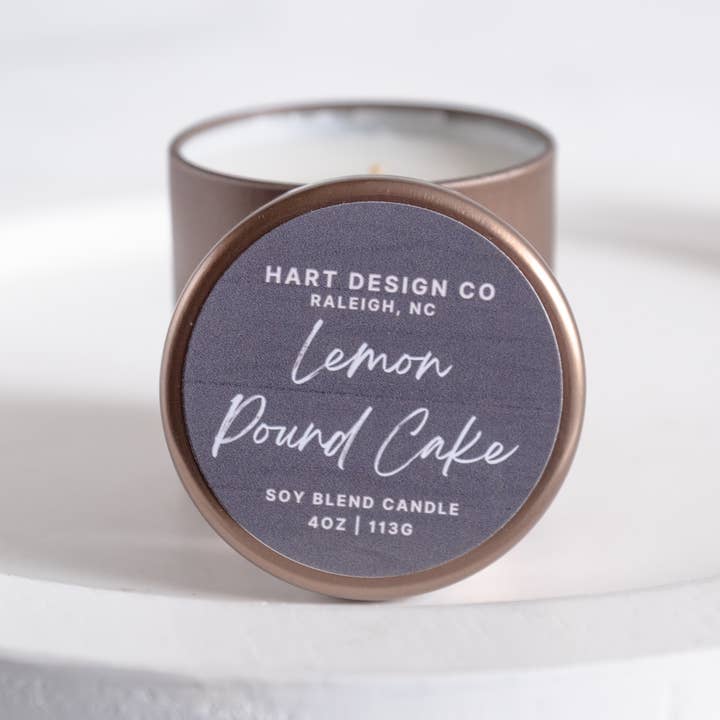 HART DESIGN CO
RALEIGH, NC
Lemon
Pound Cake
SOY BLEND CANDLE
4OZ | 113G